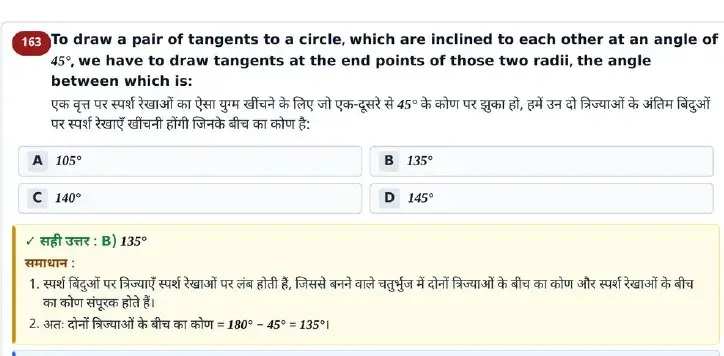 163 To draw a pair of tangents to a circle, which are inclined to each other at an angle of
45°, we have to draw tangents at the end points of those two radii, the angle
between which is:
एक वृत्त पर स्पर्श रेखाओं का ऐसा युग्म खींचने के लिए जो एक-दूसरे से 45° के कोण पर झुका हो, हमें उन दो त्रिज्याओं के अंतिम बिंदुओं
पर स्पर्श रेखाएँ खींचनी होंगी जिनके बीच का कोण है:
A 105°
B 135°
C 140°
D 145°
✓ सही उत्तर : B) 135°
समाधान :
1. स्पर्श बिंदुओं पर त्रिज्याएँ स्पर्श रेखाओं पर लंब होती हैं, जिससे बनने वाले चतुर्भुज में दोनों त्रिज्याओं के बीच का कोण और स्पर्श रेखाओं के बीच
का कोण संपूरक होते हैं।
2. अतः दोनों त्रिज्याओं के बीच का कोण = 180° − 45° = 135°।